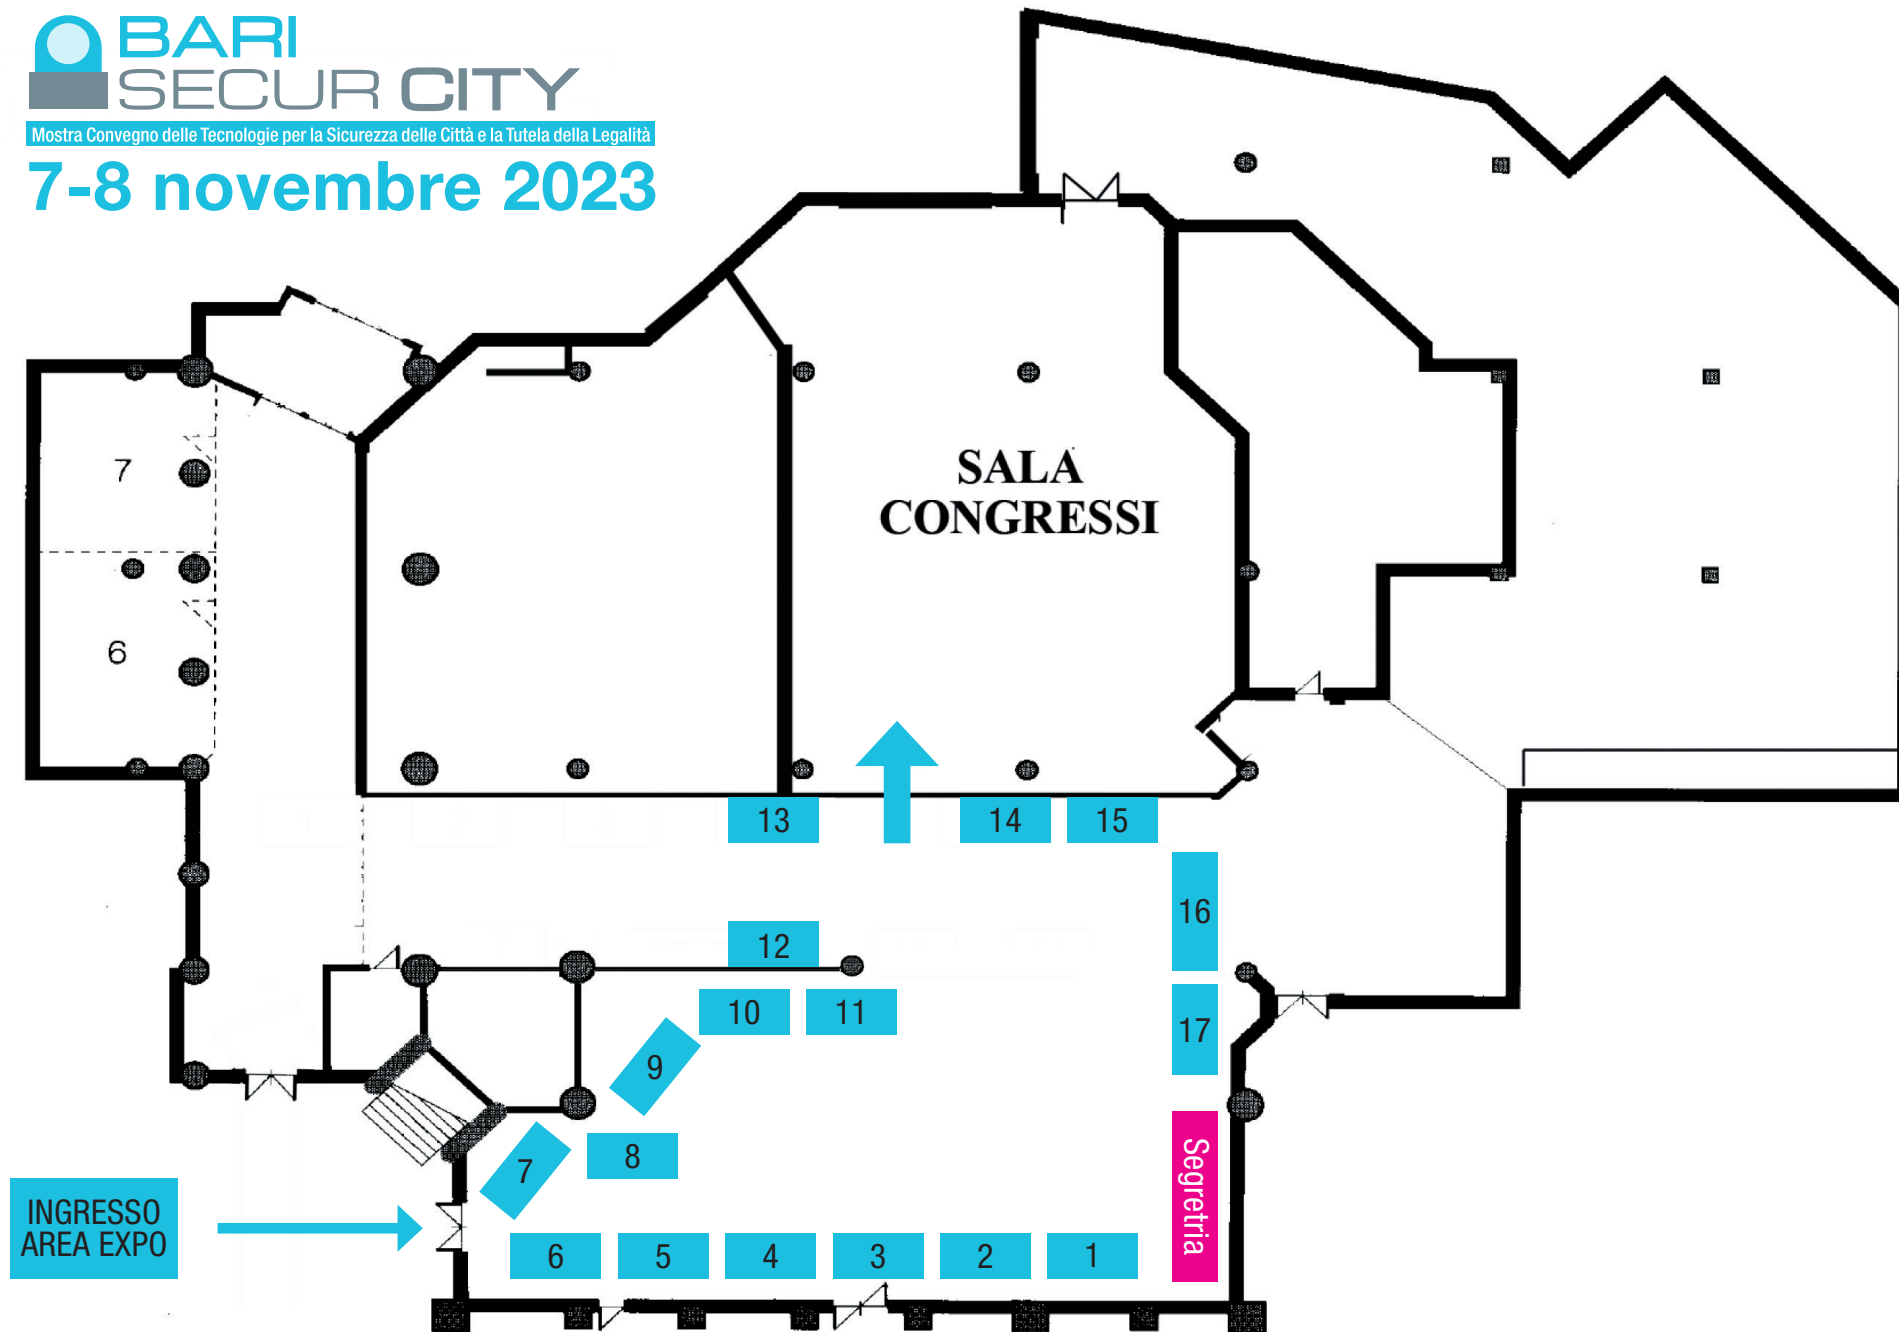 BARI
SECUR CITY
Mostra Convegno delle Tecnologie per la Sicurezza delle Città e la Tutela della Legalità
7-8 novembre 2023
7
6
SALA
CONGRESSI
13
14
15
16
12
10
11
17
9
8
7
Segretria
INGRESSO
AREA EXPO
6
5
4
3
2
1